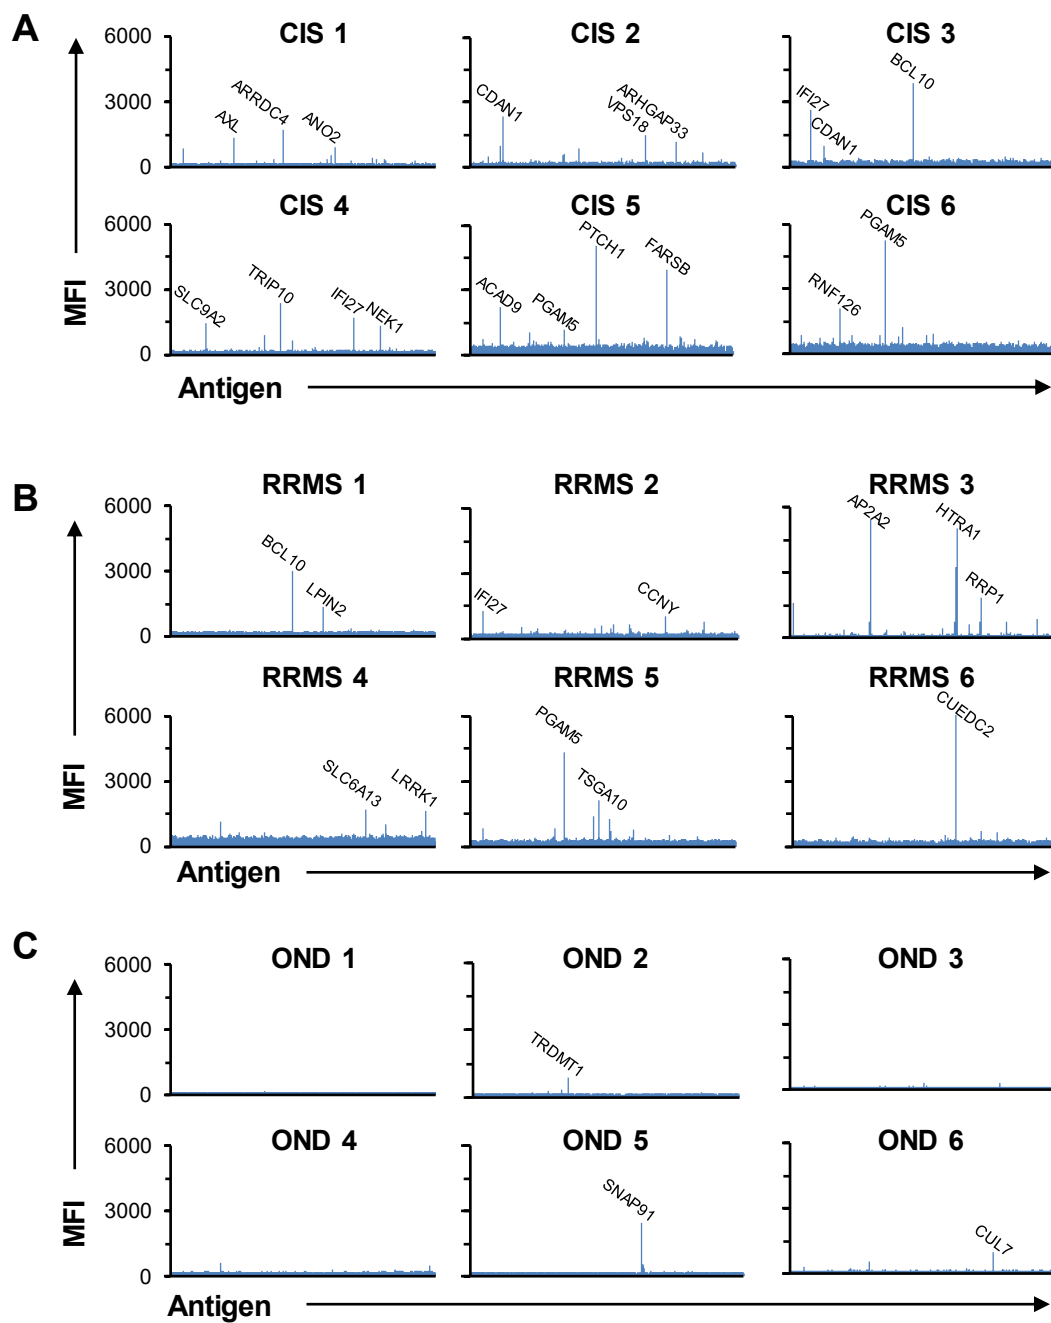 A
CIS 1
CIS 2
CIS 3
6000
3000
0
MFI
AXL
ARRDC4
ANO2
CDAN1
VPS18
ARHGAP33
IFI27
CDAN1
BCL10
CIS 4
CIS 5
CIS 6
6000
3000
0
SLC9A2
TRIP10
IFI27
NEK1
ACAD9
PGAM5
PTCH1
FARSB
RNF126
PGAM5
Antigen
B
RRMS 1
RRMS 2
RRMS 3
6000
3000
0
MFI
BCL10
LPIN2
IFI27
CCNY
AP2A2
HTRA1
RRP1
RRMS 4
RRMS 5
RRMS 6
6000
3000
0
SLC6A13
LRRK1
PGAM5
TSGA10
CUEDC2
Antigen
C
OND 1
OND 2
OND 3
6000
3000
0
MFI
TRDMT1
OND 4
OND 5
OND 6
6000
3000
0
SNAP91
CUL7
Antigen